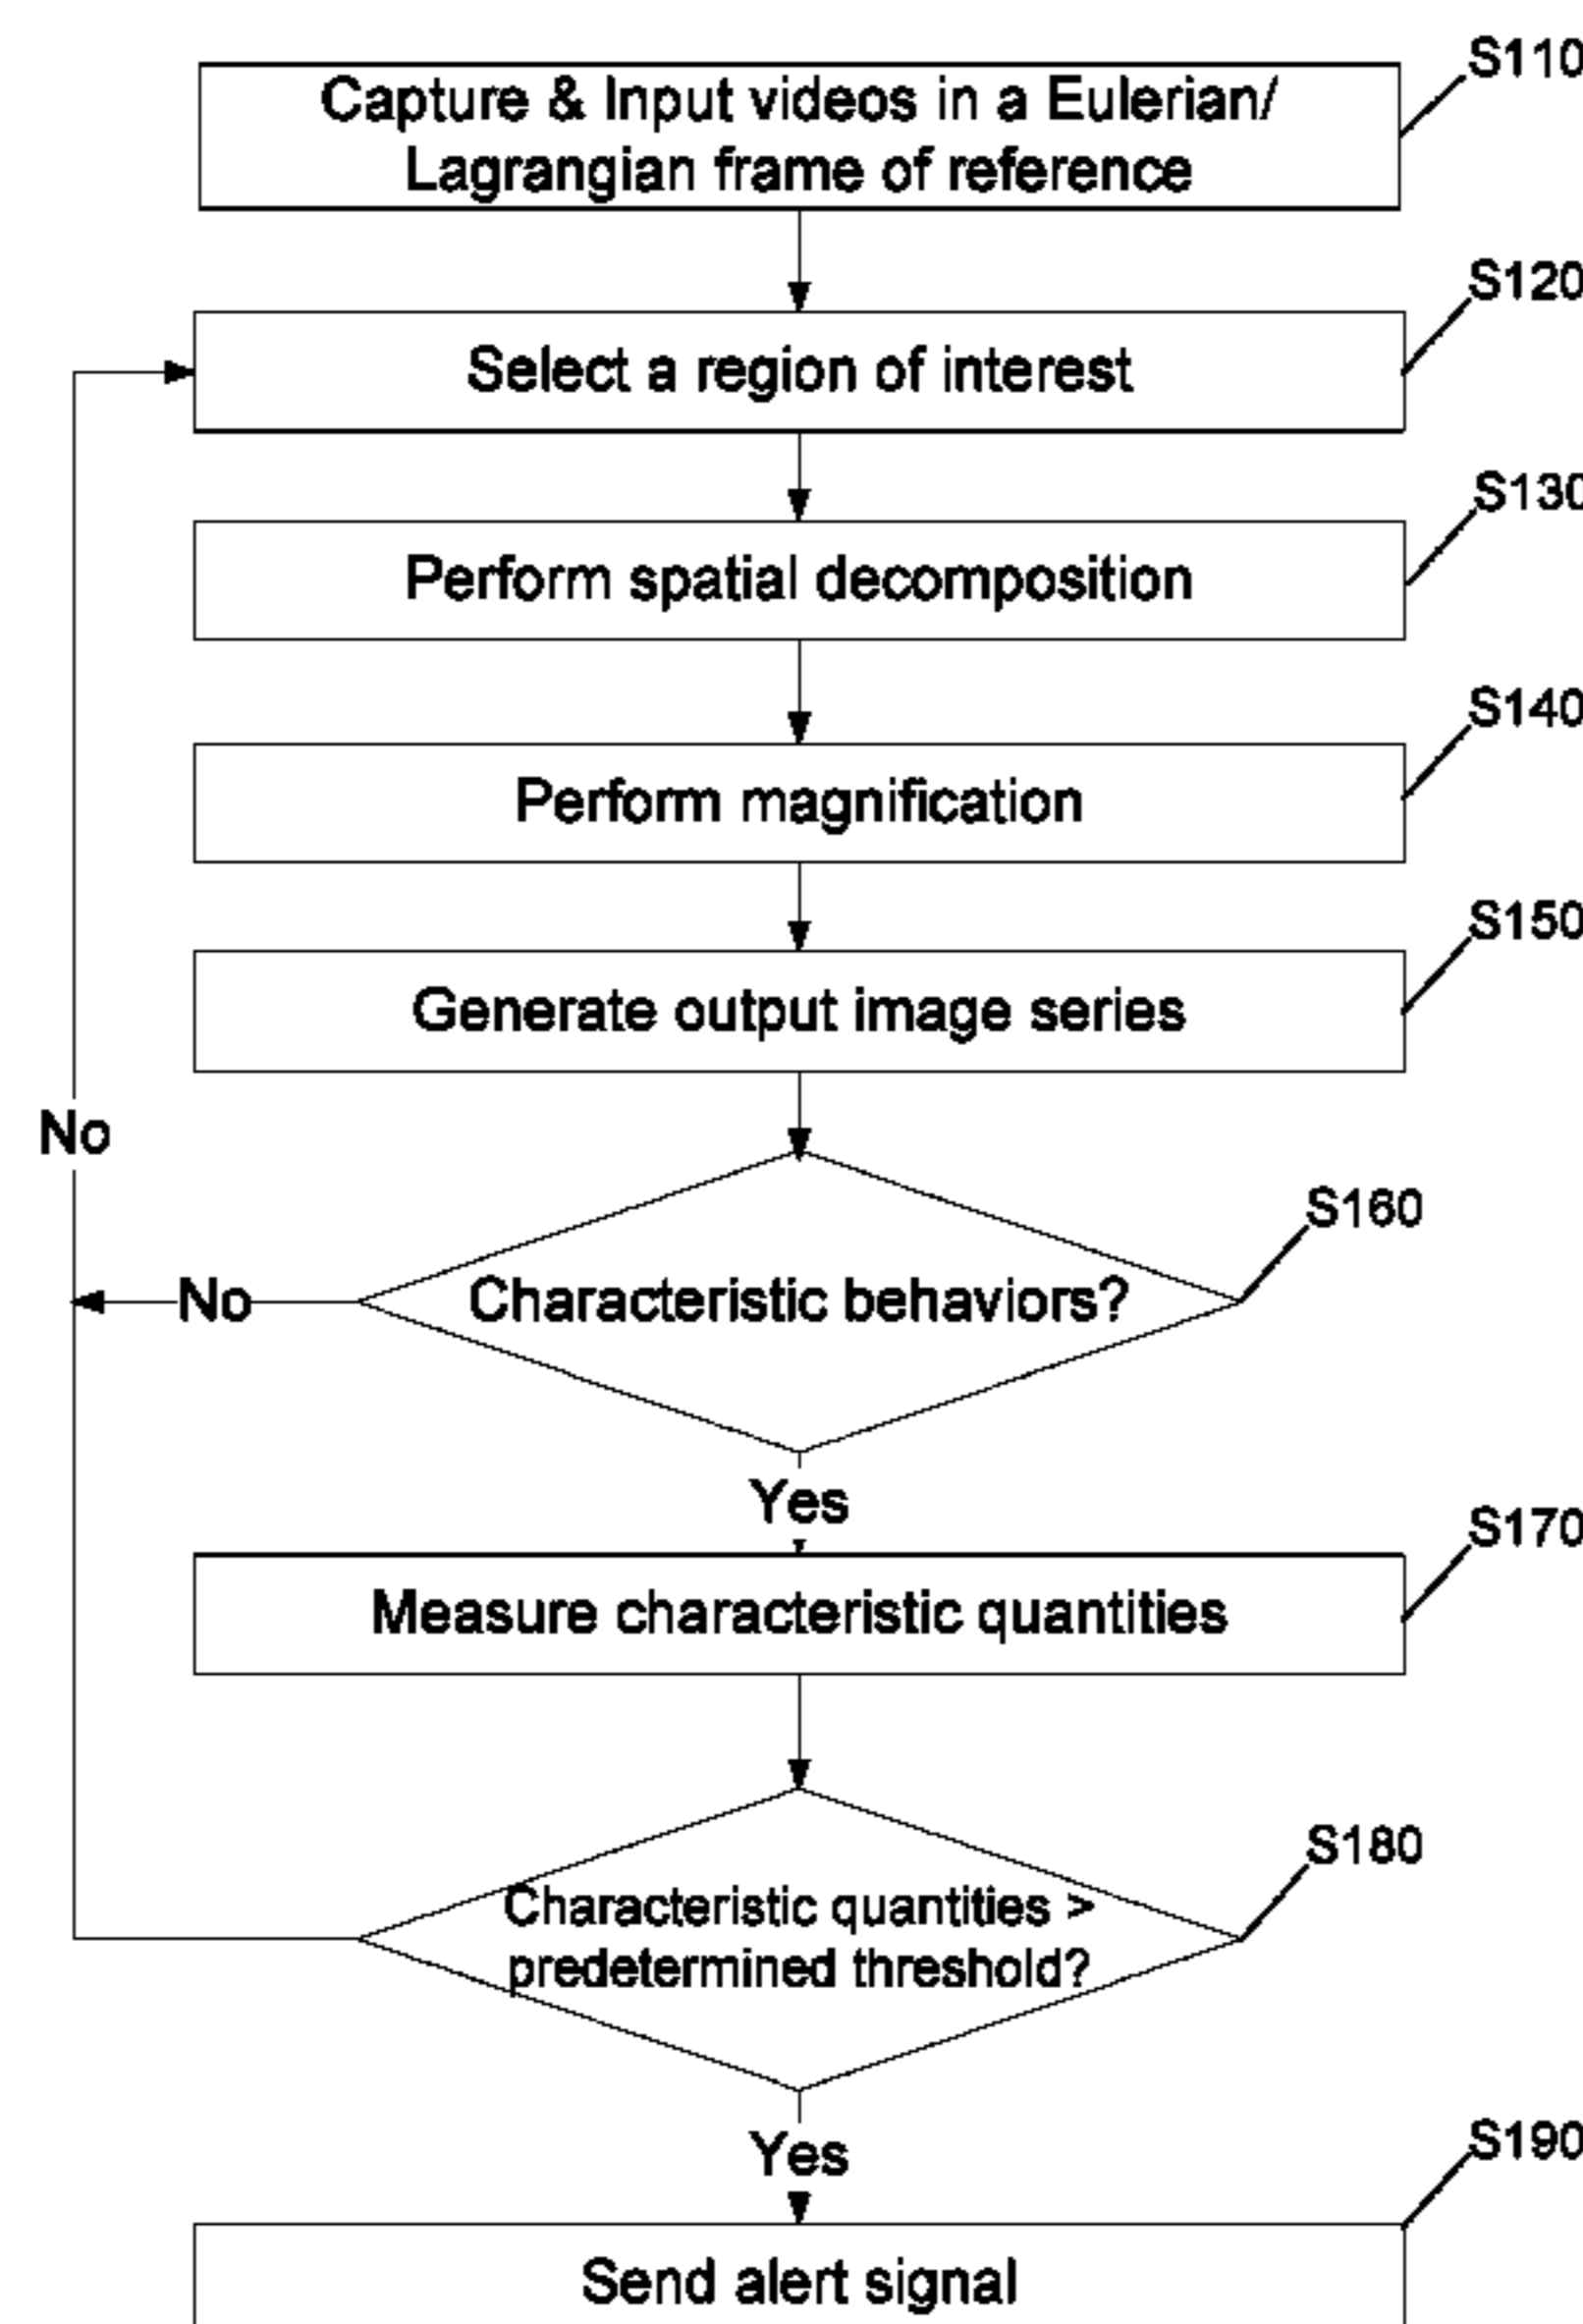 S110
Capture & Input videos in a Eulerian/
Lagrangian frame of reference
S120
Select a region of interest
S130
Perform spatial decomposition
S140
Perform magnification
S150
Generate output image series
No
S160
No
Characteristic behaviors?
Yes
S170
Measure characteristic quantities
S180
Characteristic quantities >
predetermined threshold?
Yes
S190
Send alert signal